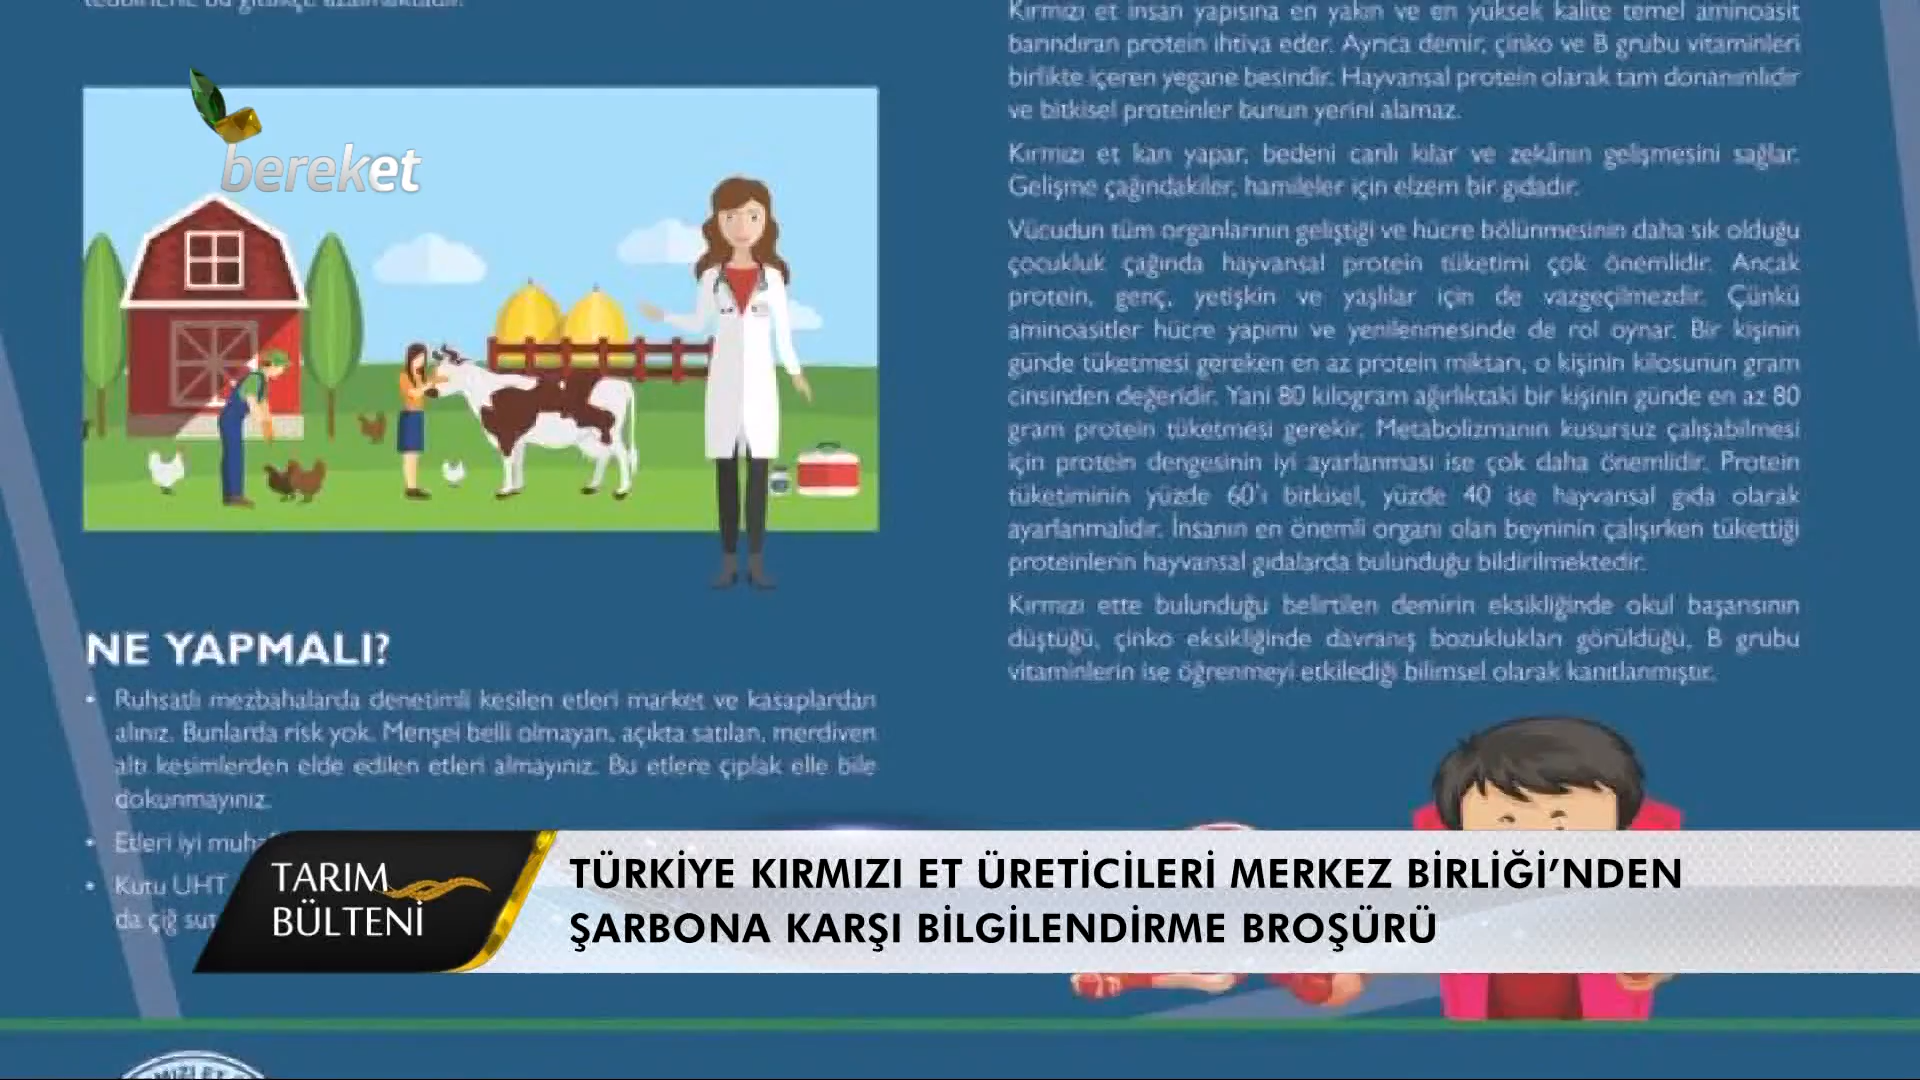 tedbirlerle bu gittikçe azalmaktadır.
bereket
NE YAPMALI?
• Ruhsatlı mezbahalarda denetimli kesilen etleri market ve kasaplardan
alınız. Bunlarda risk yok. Menşei belli olmayan, açıkta satılan, merdiven
altı kesimlerden elde edilen etleri almayınız. Bu etlere çıplak elle bile
dokunmayınız.
• Etleri iyi
• Kutu UHT
da çiğ süt
Kırmızı et insan yapısına en yakın ve en yüksek kalite temel aminoasit
barındıran protein ihtiva eder. Ayrıca demir, çinko ve B grubu vitaminleri
birlikte içeren yegane besindir. Hayvansal protein olarak tam donanımlıdır
ve bitkisel proteinler bunun yerini alamaz.
Kırmızı et kan yapar, bedeni canlı kılar ve zekânın gelişmesini sağlar.
Gelişme çağındakiler, hamileler için elzem bir gıdadır.
Vücudun tüm organlarının geliştiği ve hücre bölünmesinin daha sık olduğu
çocukluk çağında hayvansal protein tüketimi çok önemlidir. Ancak
protein, genç, yetişkin ve yaşlılar için de vazgeçilmezdir. Çünkü
aminoasitler hücre yapımı ve yenilenmesinde de rol oynar. Bir kişinin
günde tüketmesi gereken en az protein miktarı, o kişinin kilosunun gram
cinsinden değeridir. Yani 80 kilogram ağırlıktaki bir kişinin günde en az 80
gram protein tüketmesi gerekir. Metabolizmanın kusursuz çalışabilmesi
için protein dengesinin iyi ayarlanması ise çok daha önemlidir. Protein
tüketiminin yüzde 60'ı bitkisel, yüzde 40 ise hayvansal gıda olarak
ayarlanmalıdır. İnsanın en önemli organı olan beyninin çalışırken tükettiği
proteinlerin hayvansal gıdalarda bulunduğu bildirilmektedir.
Kırmızı ette bulunduğu belirtilen demirin eksikliğinde okul başarısının
düştüğü, çinko eksikliğinde davranış bozuklukları görüldüğü, B grubu
vitaminlerin ise öğrenmeyi etkilediği bilimsel olarak kanıtlanmıştır.
TARIM
BÜLTENİ
TÜRKİYE KIRMIZI ET ÜRETİCİLERİ MERKEZ BİRLİĞİ'NDEN
ŞARBONA KARŞI BİLGİLENDİRME BROŞÜRÜ